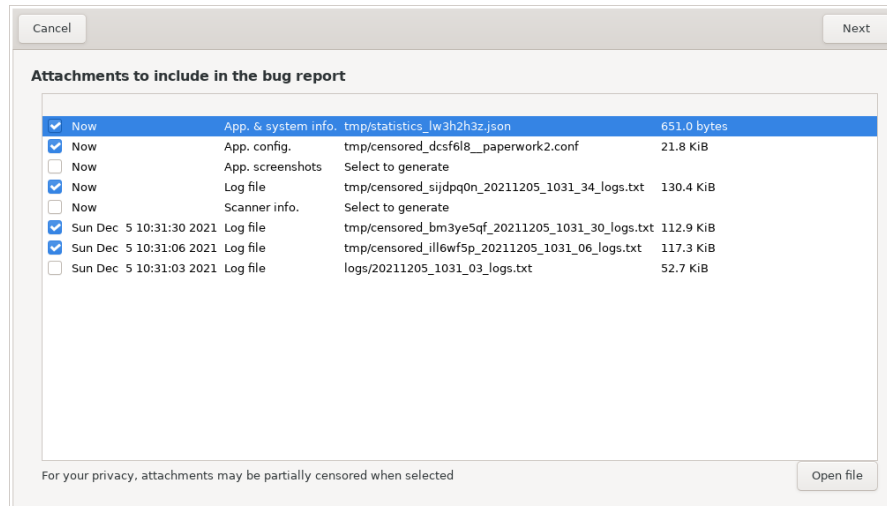 Cancel Next
Attachments to include in the bug report
Now App. & system info. tmp/statistics_lw3h2h3z.json 651.0 bytes
Now App. config. tmp/censored_dcsf6l8__paperwork2.conf 21.8 KiB
Now App. screenshots Select to generate
Now Log file tmp/censored_sijdpq0n_20211205_1031_34_logs.txt 130.4 KiB
Now Scanner info. Select to generate
Sun Dec 5 10:31:30 2021 Log file tmp/censored_bm3ye5qf_20211205_1031_30_logs.txt 112.9 KiB
Sun Dec 5 10:31:06 2021 Log file tmp/censored_ill6wf5p_20211205_1031_06_logs.txt 117.3 KiB
Sun Dec 5 10:31:03 2021 Log file logs/20211205_1031_03_logs.txt 52.7 KiB
For your privacy, attachments may be partially censored when selected Open file